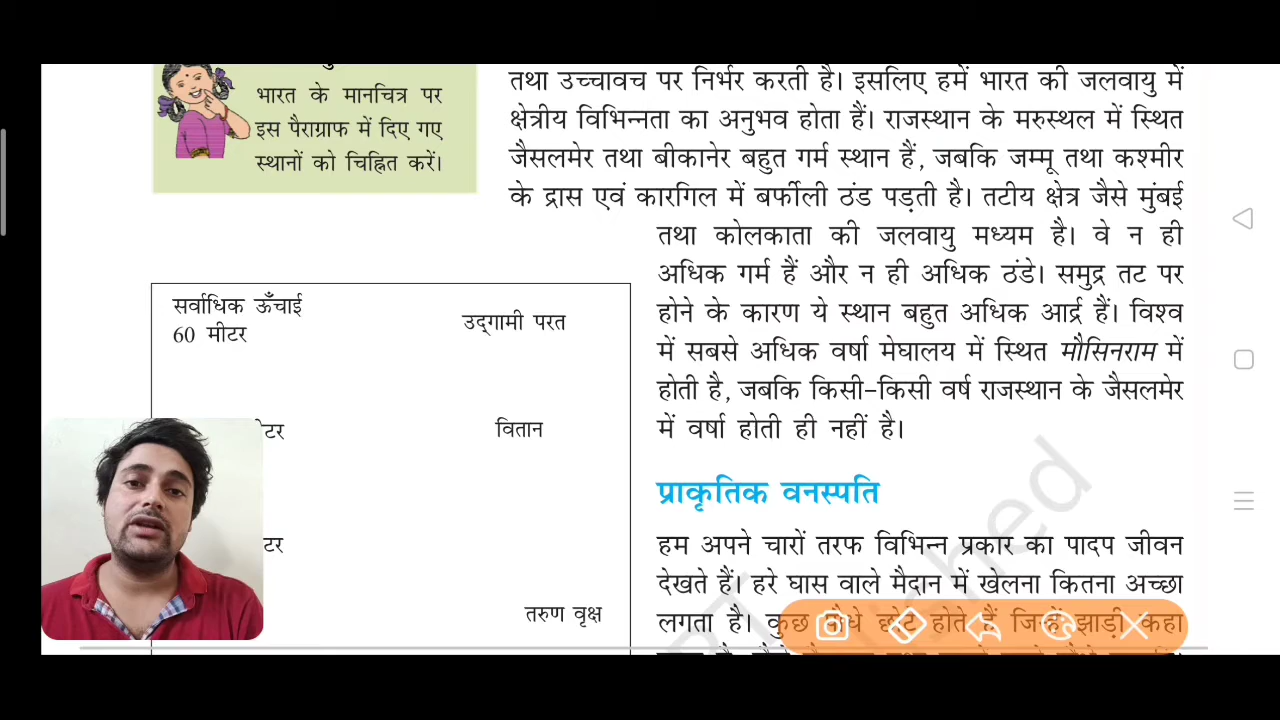 भारत के मानचित्र पर
इस पैराग्राफ में दिए गए
स्थानों को चिह्नित करें।
तथा उच्चावच पर निर्भर करती है। इसलिए हमें भारत की जलवायु में
क्षेत्रीय विभिन्नता का अनुभव होता हैं। राजस्थान के मरुस्थल में स्थित
जैसलमेर तथा बीकानेर बहुत गर्म स्थान हैं, जबकि जम्मू तथा कश्मीर
के द्रास एवं कारगिल में बर्फीली ठंड पड़ती है। तटीय क्षेत्र जैसे मुंबई
तथा कोलकाता की जलवायु मध्यम है। वे न ही
अधिक गर्म हैं और न ही अधिक ठंडे। समुद्र तट पर
होने के कारण ये स्थान बहुत अधिक आर्द्र हैं। विश्व
में सबसे अधिक वर्षा मेघालय में स्थित मौसिनराम में
होती है, जबकि किसी-किसी वर्ष राजस्थान के जैसलमेर
में वर्षा होती ही नहीं है।
सर्वाधिक ऊँचाई
60 मीटर
उद्‌गामी परत
टर
वितान
टर
तरुण वृक्ष
प्राकृतिक वनस्पति
हम अपने चारों तरफ विभिन्न प्रकार का पादप जीवन
देखते हैं। हरे घास वाले मैदान में खेलना कितना अच्छा
लगता है। कुछ पौधे छोटे होते हैं जिन्हें झाड़ी कहा